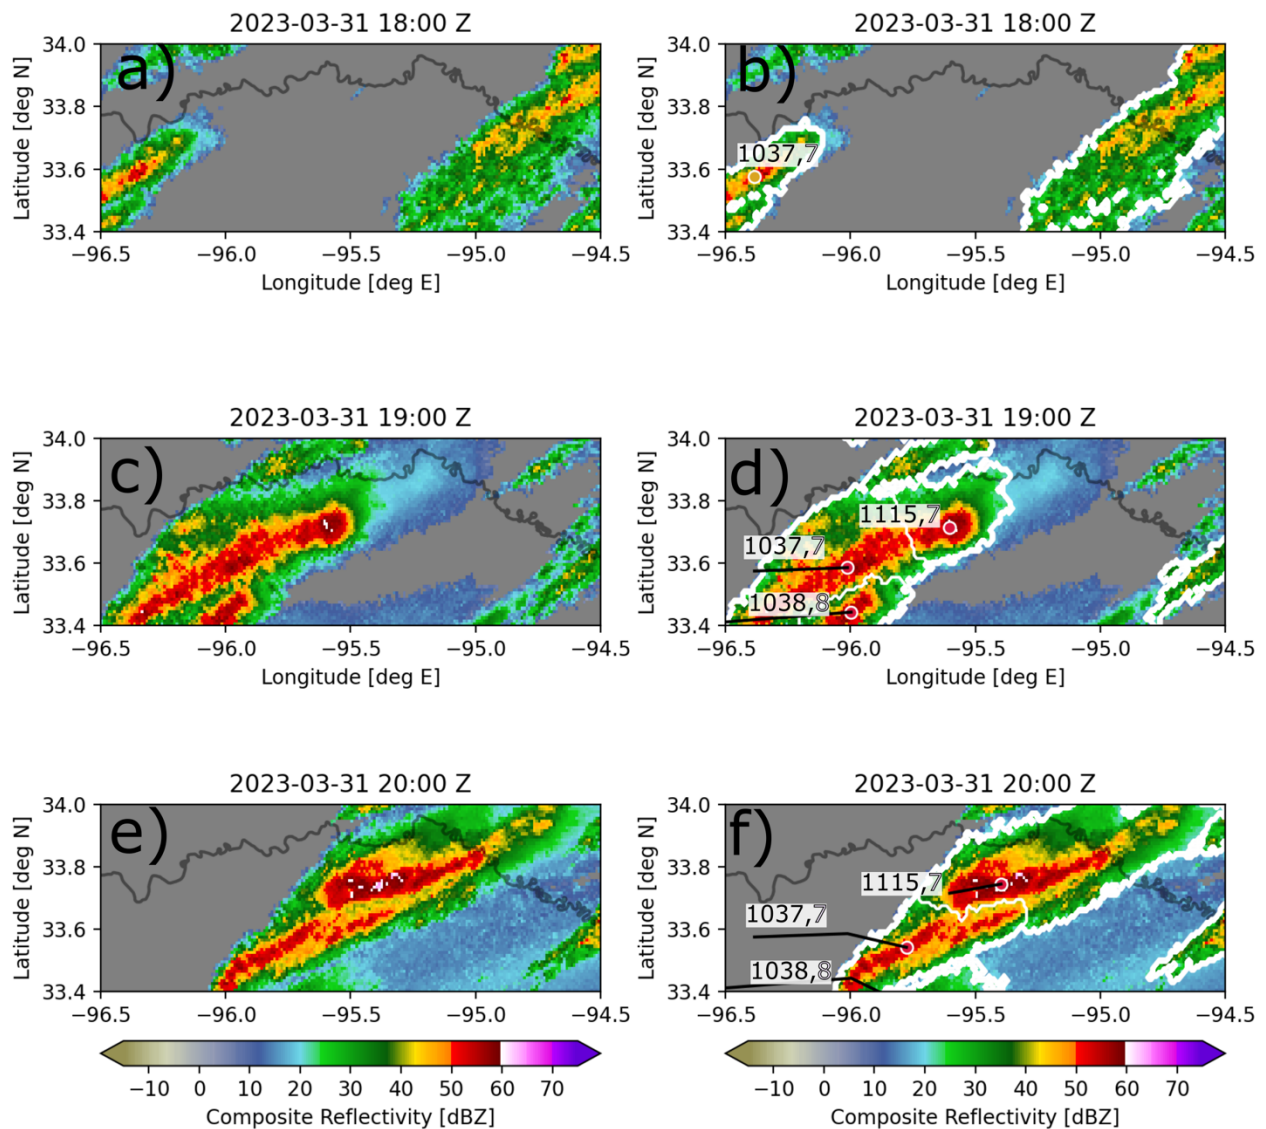 2023-03-31 18:00 Z
2023-03-31 18:00 Z
a)
b)
34.0
33.8
33.6
33.4
Latitude [deg N]
−96.5 −96.0 −95.5 −95.0 −94.5
Longitude [deg E]
34.0
33.8
33.6
33.4
Latitude [deg N]
1037,7
−96.5 −96.0 −95.5 −95.0 −94.5
Longitude [deg E]
2023-03-31 19:00 Z
2023-03-31 19:00 Z
c)
d)
34.0
33.8
33.6
33.4
Latitude [deg N]
−96.5 −96.0 −95.5 −95.0 −94.5
Longitude [deg E]
34.0
33.8
33.6
33.4
Latitude [deg N]
1115,7
1037,7
1038,8
−96.5 −96.0 −95.5 −95.0 −94.5
Longitude [deg E]
2023-03-31 20:00 Z
2023-03-31 20:00 Z
e)
f)
34.0
33.8
33.6
33.4
Latitude [deg N]
−96.5 −96.0 −95.5 −95.0 −94.5
34.0
33.8
33.6
33.4
Latitude [deg N]
1115,7
1037,7
1038,8
−96.5 −96.0 −95.5 −95.0 −94.5
−10 0 10 20 30 40 50 60 70
Composite Reflectivity [dBZ]
−10 0 10 20 30 40 50 60 70
Composite Reflectivity [dBZ]